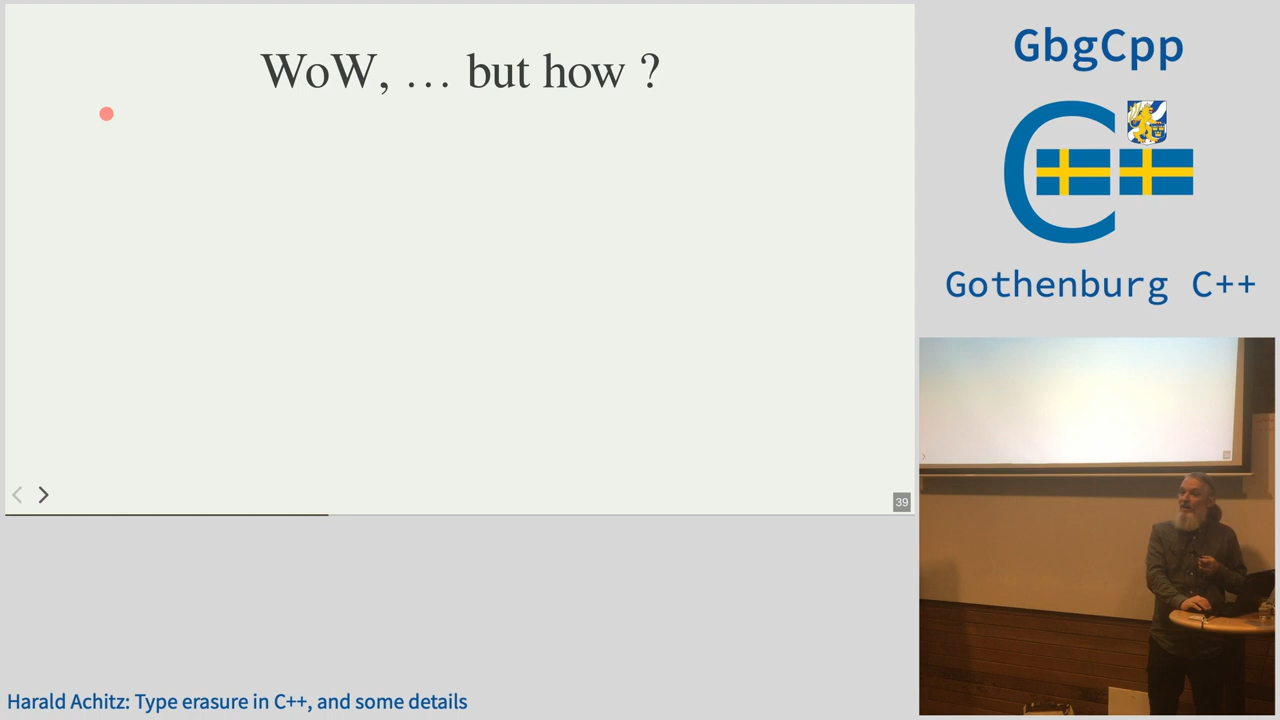 WoW, … but how ?
39
GbgCpp
C
Gothenburg C++
Harald Achitz: Type erasure in C++, and some details